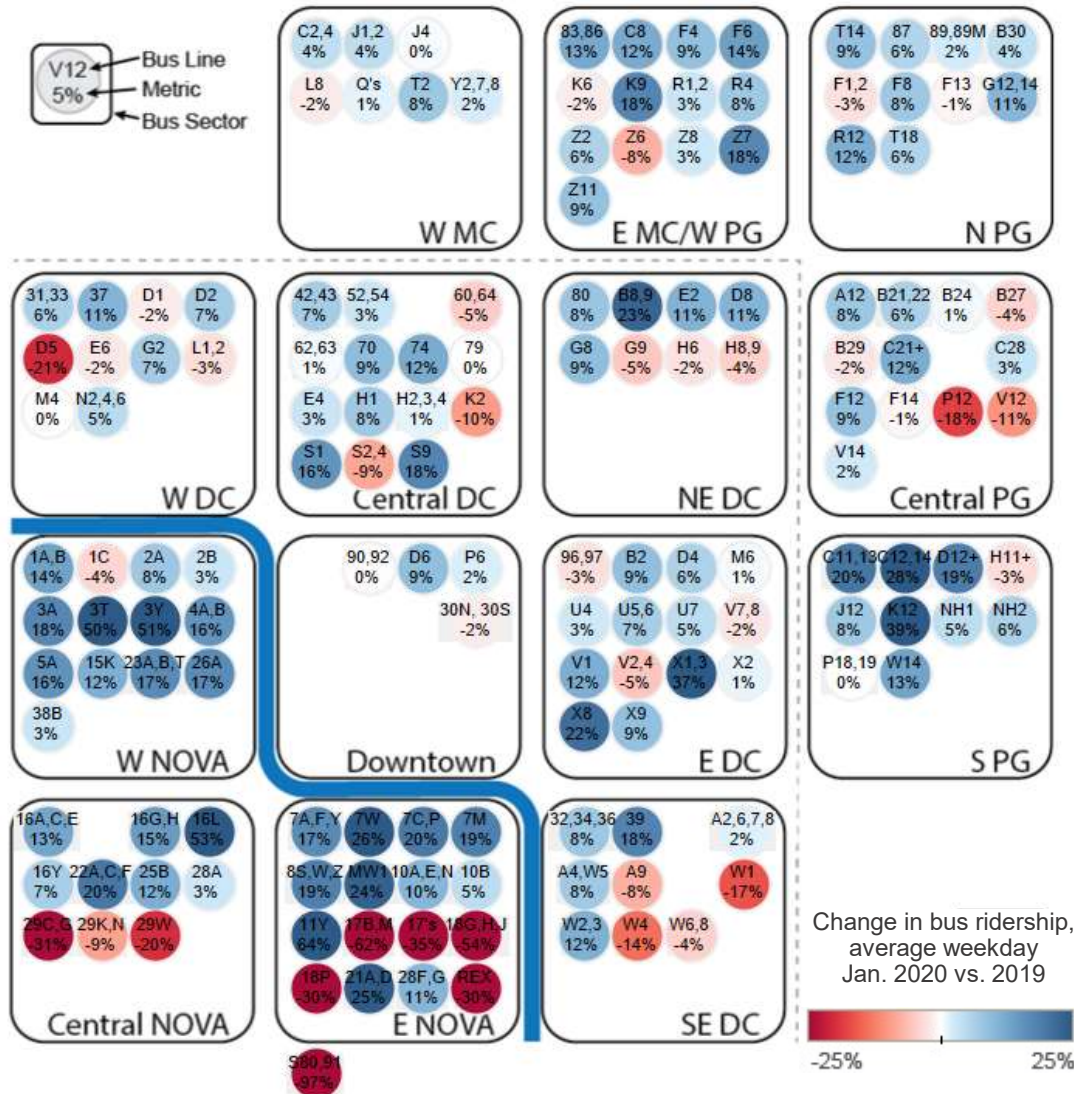 V12
5%
Bus Line
Metric
Bus Sector
C2,4 J1,2 J4
4% 4% 0%
L8 Q's T2 Y2,7,8
-2% 1% 8% 2%
W MC
83,86 C8 F4 F6
13% 12% 9% 14%
K6 K9 R1,2 R4
-2% 18% 3% 8%
Z2 Z6 Z8 Z7
6% -8% 3% 18%
Z11
9%
E MC/W PG
T14 87 89,89M B30
9% 6% 2% 4%
F1,2 F8 F13 G12,14
-3% 8% -1% 11%
R12 T18
12% 6%
N PG
31,33 37 D1 D2
6% 11% -2% 7%
D5 E6 G2 L1,2
-21% -2% 7% -3%
M4 N2,4,6
0% 5%
W DC
42,43 52,54 60,64
7% 3% -5%
62,63 70 74 79
1% 9% 12% 0%
E4 H1 H2,3,4 K2
3% 8% 1% -10%
S1 S2,4 S9
16% -9% 18%
Central DC
80 B8,9 E2 D8
8% 23% 11% 11%
G8 G9 H6 H8,9
9% -5% -2% -4%
NE DC
A12 B21,22 B24 B27
8% 6% 1% -4%
B29 C21+ C28
-2% 12% 3%
F12 F14 P12 V12
9% -1% -18% -11%
V14
2%
Central PG
1A,B 1C 2A 2B
14% -4% 8% 3%
3A 3T 3Y 4A,B
18% 50% 51% 16%
5A 15K 23A,B,T 26A
16% 12% 17% 17%
38B
3%
W NOVA
90,92 D6 P6
0% 9% 2%
30N, 30S
-2%
Downtown
96,97 B2 D4 M6
-3% 9% 6% 1%
U4 U5,6 U7 V7,8
3% 7% 5% -2%
V1 V2,4 X1,3 X2
12% -5% 37% 1%
X8 X9
22% 9%
E DC
C11,13 C12,14 D12+ H11+
20% 28% 19% -3%
J12 K12 NH1 NH2
8% 39% 5% 6%
P18,19 W14
0% 13%
S PG
16A,C,E 16G,H 16L
13% 15% 53%
16Y 22A,C,F 25B 28A
7% 20% 12% 3%
29C,G 29K,N 29W
-31% -9% -20%
Central NOVA
7A,F,Y 7W 7C,P 7M
17% 26% 20% 19%
8S,W,Z MW1 10A,E,N 10B
19% 24% 10% 5%
11Y 17B,M 17's 18G,H,J
64% -62% -35% -54%
18P 21A,D 28F,G REX
-30% 25% 11% -30%
E NOVA
S80,91
-97%
32,34,36 39 A2,6,7,8
8% 18% 2%
A4,W5 A9 W1
8% -8% -17%
W2,3 W4 W6,8
12% -14% -4%
SE DC
Change in bus ridership,
average weekday
Jan. 2020 vs. 2019
-25% 25%